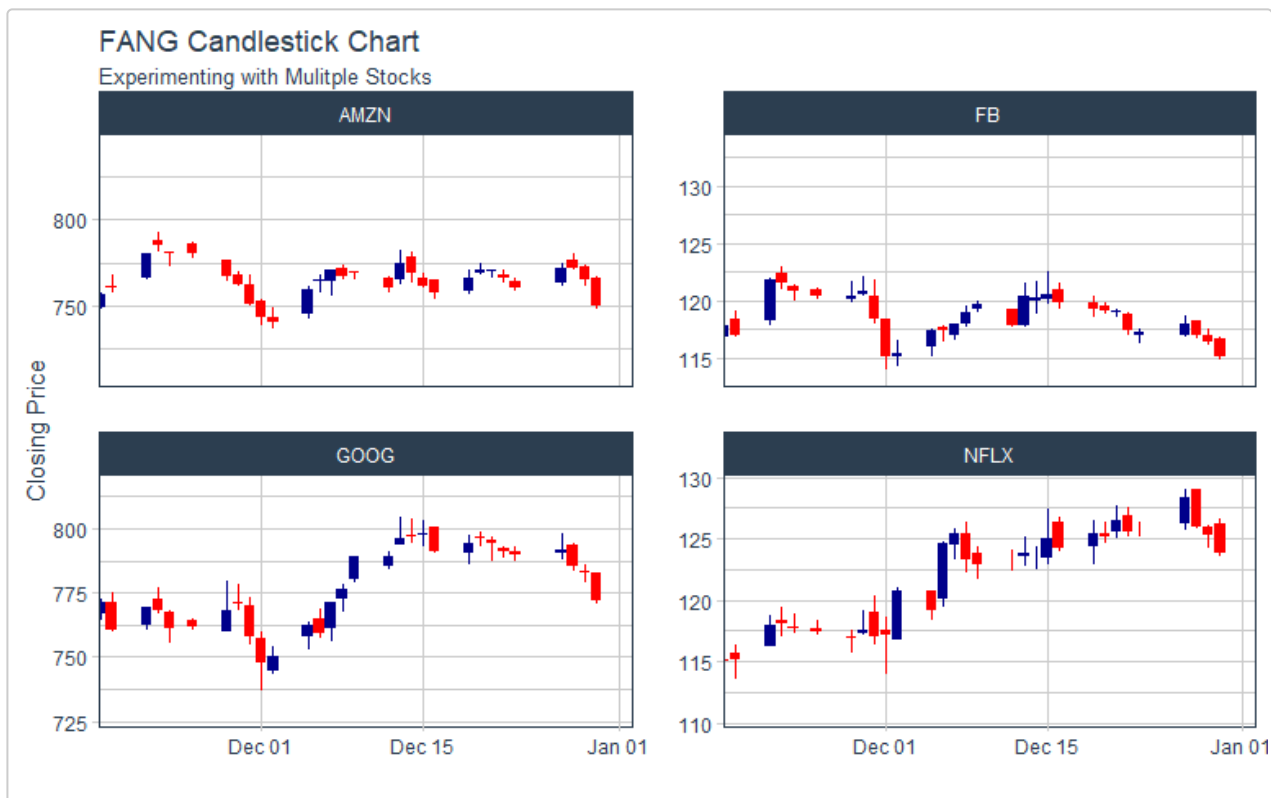 FANG Candlestick Chart
Experimenting with Mulitple Stocks
AMZN
FB
800
750
130
125
120
115
Closing Price
GOOG
NFLX
800
775
750
725
130
125
120
115
110
Dec 01
Dec 15
Jan 01
Dec 01
Dec 15
Jan 01